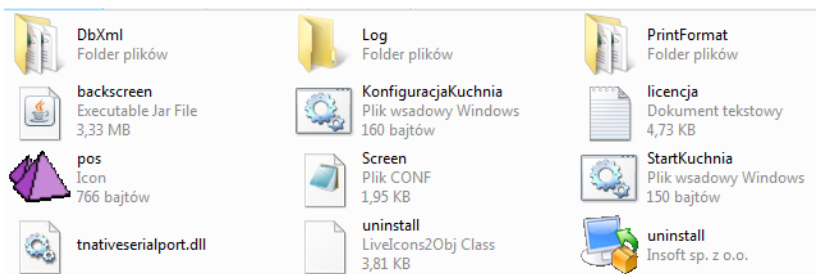 DbXml
Folder plików
Log
Folder plików
PrintFormat
Folder plików
backscreen
Executable Jar File
3,33 MB
KonfiguracjaKuchnia
Plik wsadowy Windows
160 bajtów
licencja
Dokument tekstowy
4,73 KB
pos
Icon
766 bajtów
Screen
Plik CONF
1,95 KB
StartKuchnia
Plik wsadowy Windows
150 bajtów
tnativeserialport.dll
uninstall
LiveIcons2Obj Class
3,81 KB
uninstall
Insoft sp. z o.o.